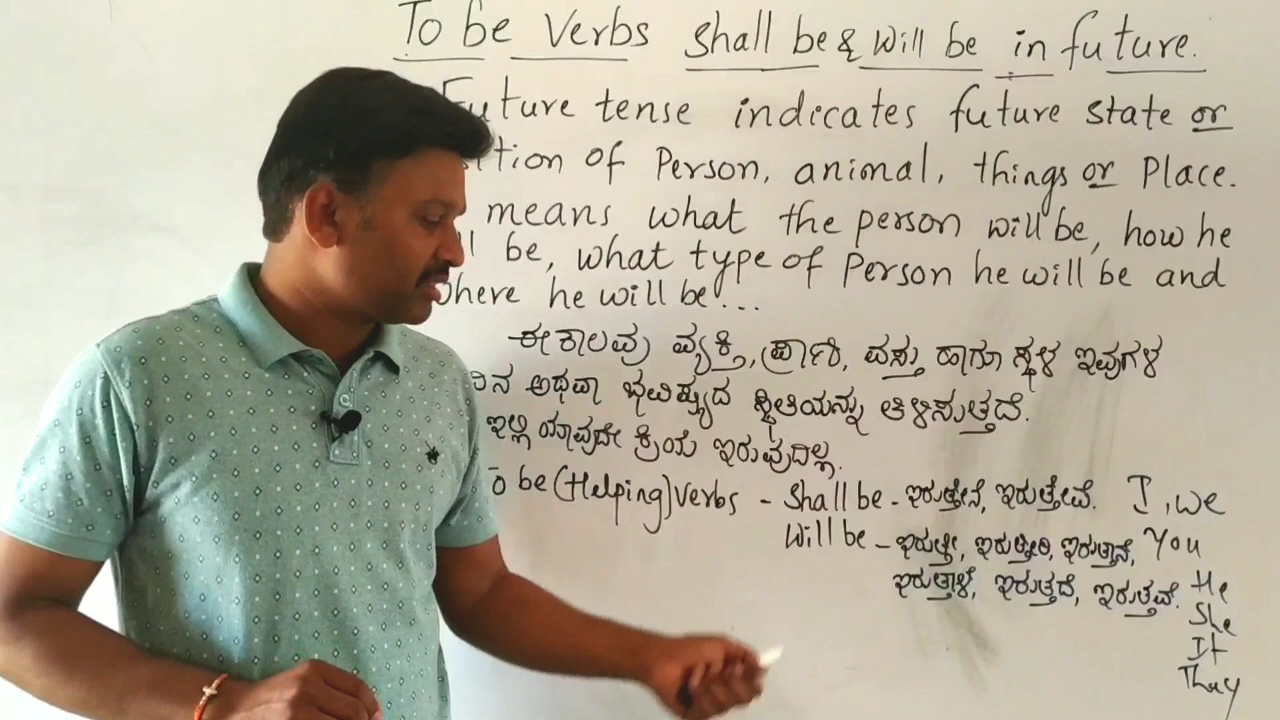 To be Verbs shall be & will be in future.
Future tense indicates future state or
tion of Person, animal, things or Place.
means what the person will be, how he
be, what type of Person he will be and
where he will be...
ಈ ಕಾಲವು ವ್ಯಕ್ತಿ, ಪ್ರಾಣಿ, ವಸ್ತು ಹಾಗೂ ಸ್ಥಳ ಇವುಗಳ
ಅಥವಾ ಭವಿಷ್ಯದ ಸ್ಥಿತಿಯನ್ನು ತಿಳಿಸುತ್ತದೆ.
ಇಲ್ಲಿ ಯಾವುದೇ ಕ್ರಿಯೆ ಇರುವುದಿಲ್ಲ.
To be (Helping) verbs - Shall be - ಇರುತ್ತೇನೆ, ಇರುತ್ತೇವೆ. I, we
Will be - ಇರುತ್ತೀ, ಇರುತ್ತೀರಿ, ಇರುತ್ತಾನೆ, You
ಇರುತ್ತಾಳೆ, ಇರುತ್ತದೆ, ಇರುತ್ತವೆ. He
She
It
They